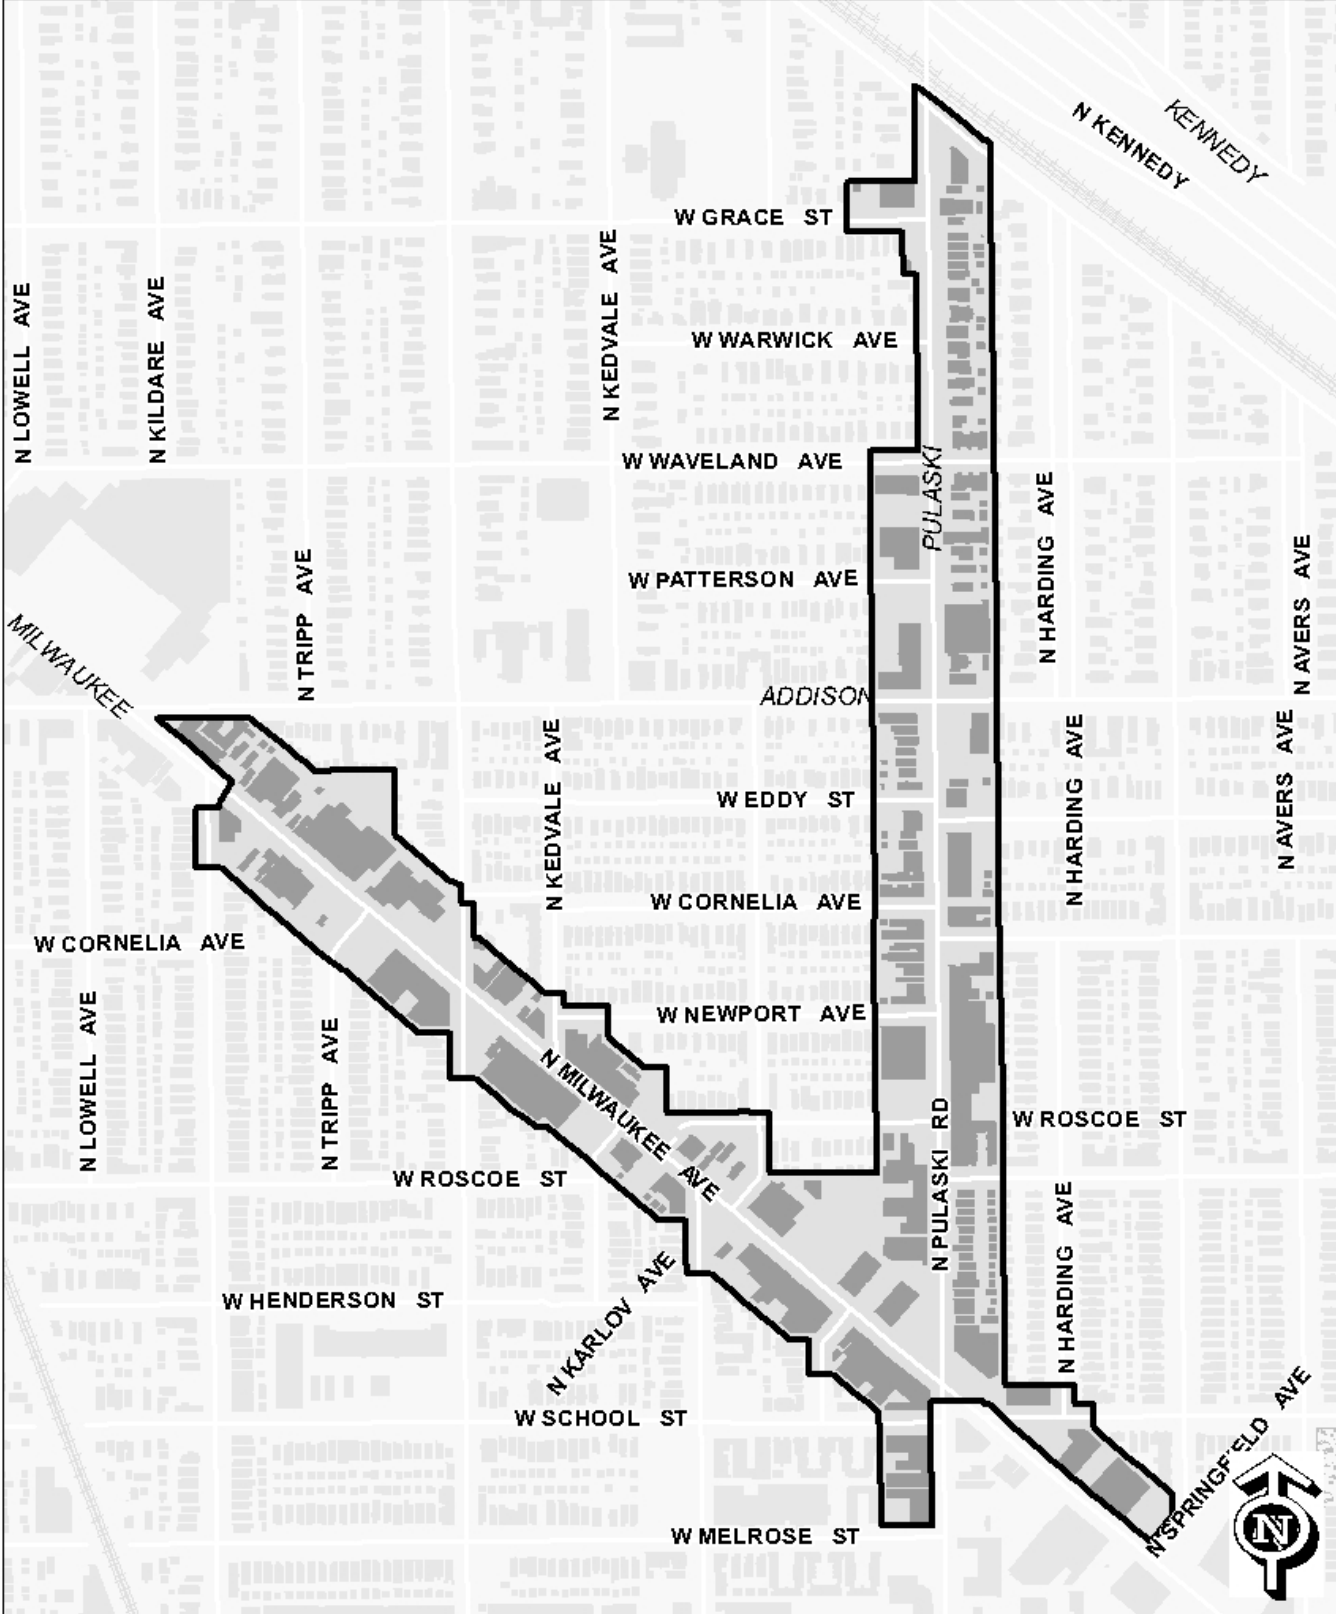 KENNEDY
N KENNEDY
W GRACE ST
N KEDVALE AVE
N LOWELL AVE
N KILDARE AVE
W WARWICK AVE
W WAVELAND AVE
PULASKI
N HARDING AVE
W PATTERSON AVE
N AVERS AVE
N TRIPP AVE
MILWAUKEE
ADDISON
N KEDVALE AVE
N HARDING AVE
N AVERS AVE
W EDDY ST
W CORNELIA AVE
W CORNELIA AVE
W NEWPORT AVE
N LOWELL AVE
N TRIPP AVE
N MILWAUKEE AVE
N PULASKI RD
W ROSCOE ST
W ROSCOE ST
N HARDING AVE
W HENDERSON ST
N KARLOV AVE
W SCHOOL ST
N SPRINGFIELD AVE
W MELROSE ST
N